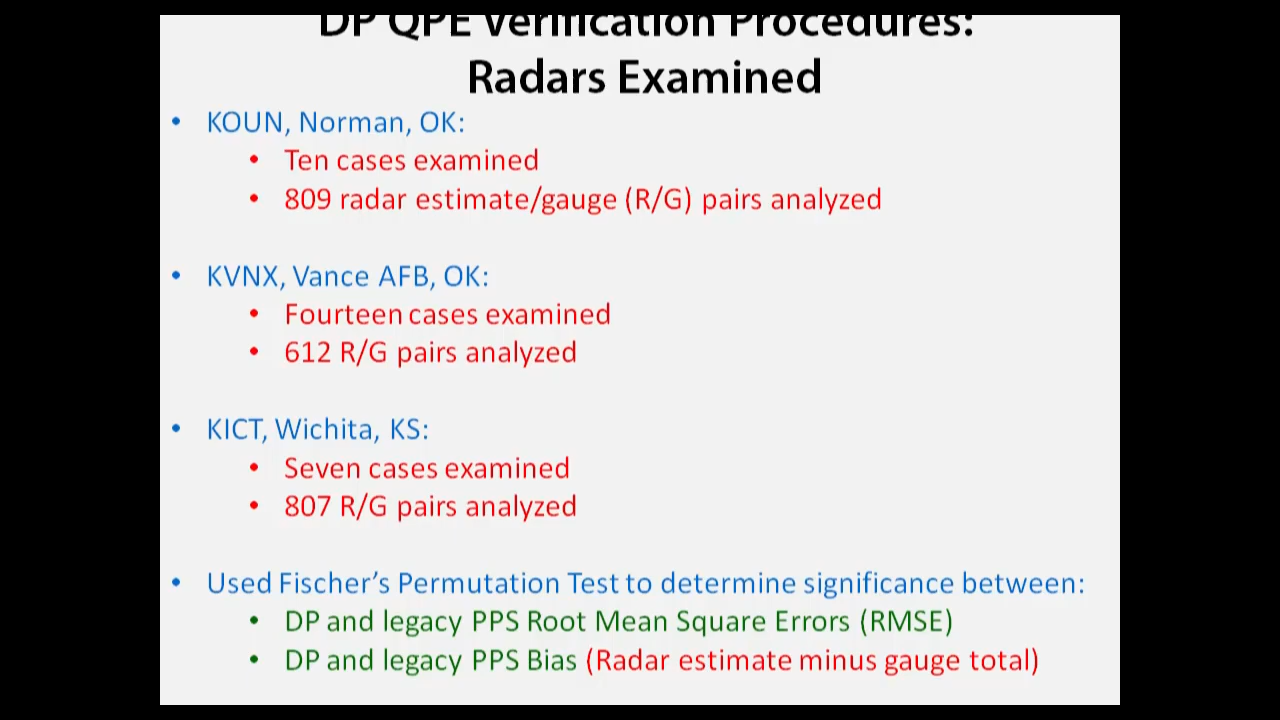 DP QPE Verification Procedures:
Radars Examined
• KOUN, Norman, OK:
• Ten cases examined
• 809 radar estimate/gauge (R/G) pairs analyzed
• KVNX, Vance AFB, OK:
• Fourteen cases examined
• 612 R/G pairs analyzed
• KICT, Wichita, KS:
• Seven cases examined
• 807 R/G pairs analyzed
• Used Fischer’s Permutation Test to determine significance between:
• DP and legacy PPS Root Mean Square Errors (RMSE)
• DP and legacy PPS Bias (Radar estimate minus gauge total)